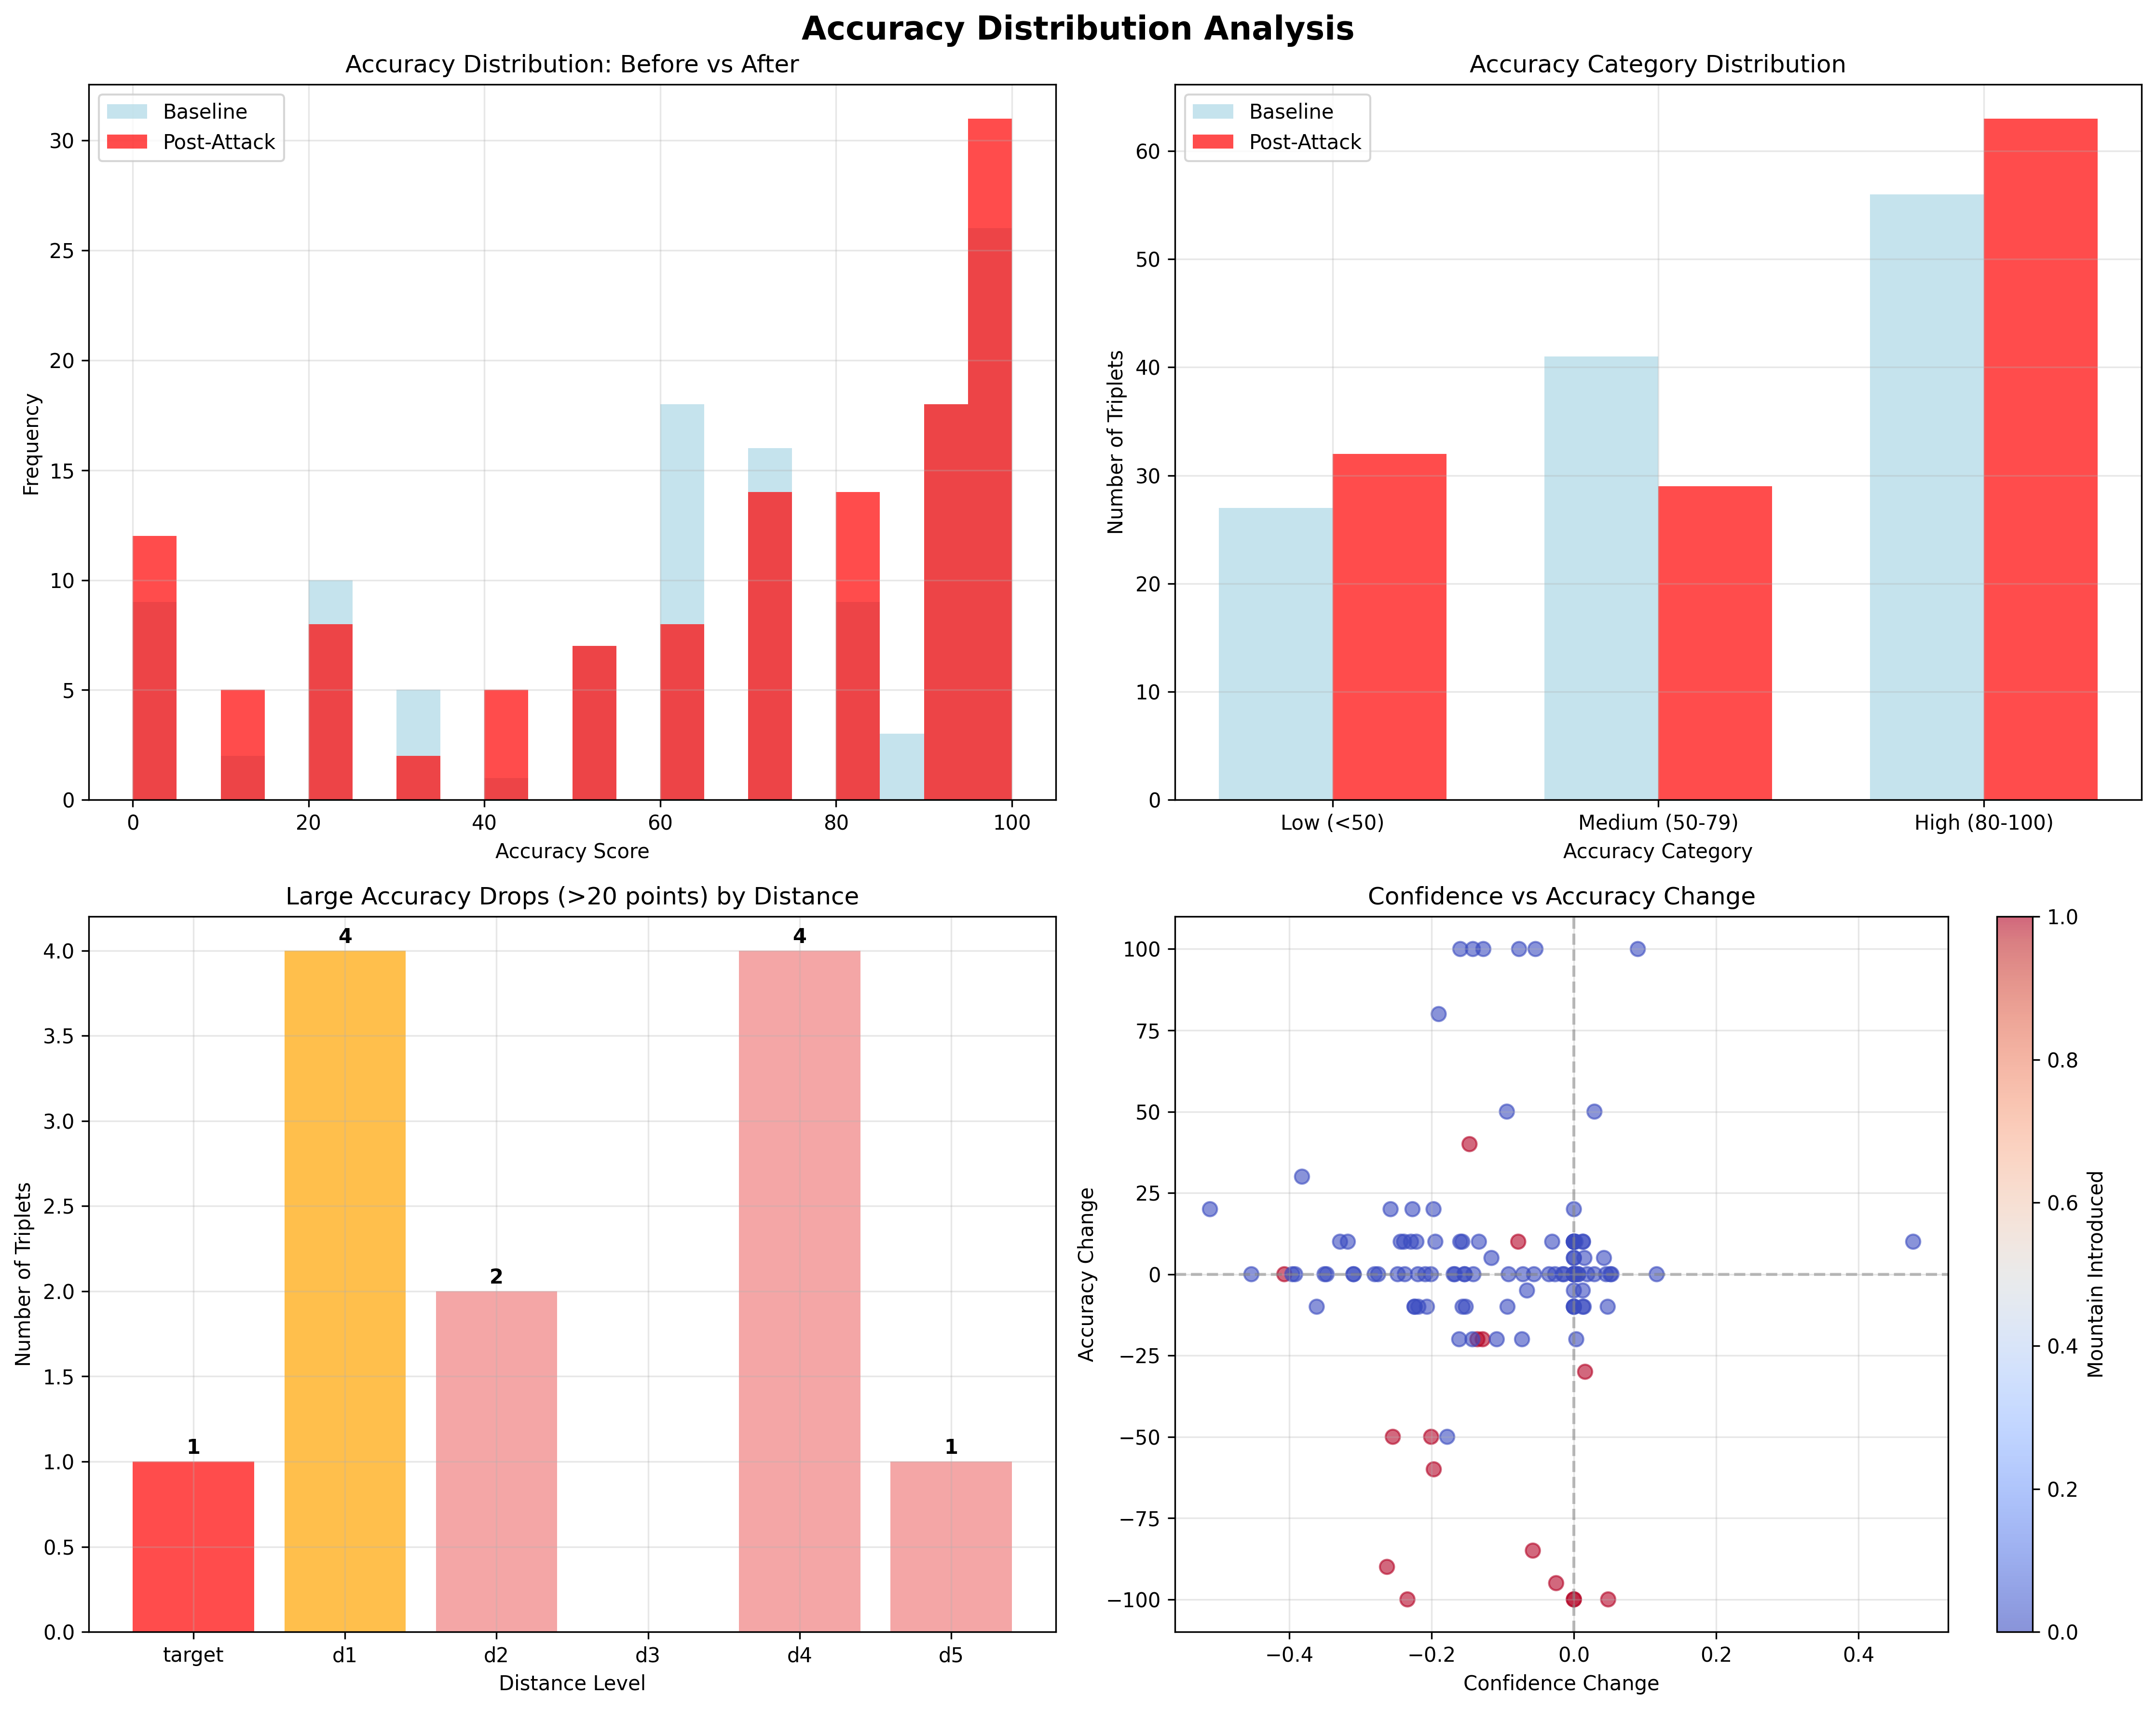 Accuracy Distribution Analysis
Accuracy Distribution: Before vs After
Baseline
Post-Attack
30
25
20
15
10
5
0
Frequency
0 20 40 60 80 100
Accuracy Score
Accuracy Category Distribution
Baseline
Post-Attack
60
50
40
30
20
10
0
Number of Triplets
Low (<50) Medium (50-79) High (80-100)
Accuracy Category
Large Accuracy Drops (>20 points) by Distance
4.0
3.5
3.0
2.5
2.0
1.5
1.0
0.5
0.0
Number of Triplets
1 4 2 4 1
target d1 d2 d3 d4 d5
Distance Level
Confidence vs Accuracy Change
100
75
50
25
0
−25
−50
−75
−100
Accuracy Change
−0.4 −0.2 0.0 0.2 0.4
Confidence Change
1.0
0.8
0.6
0.4
0.2
0.0
Mountain Introduced